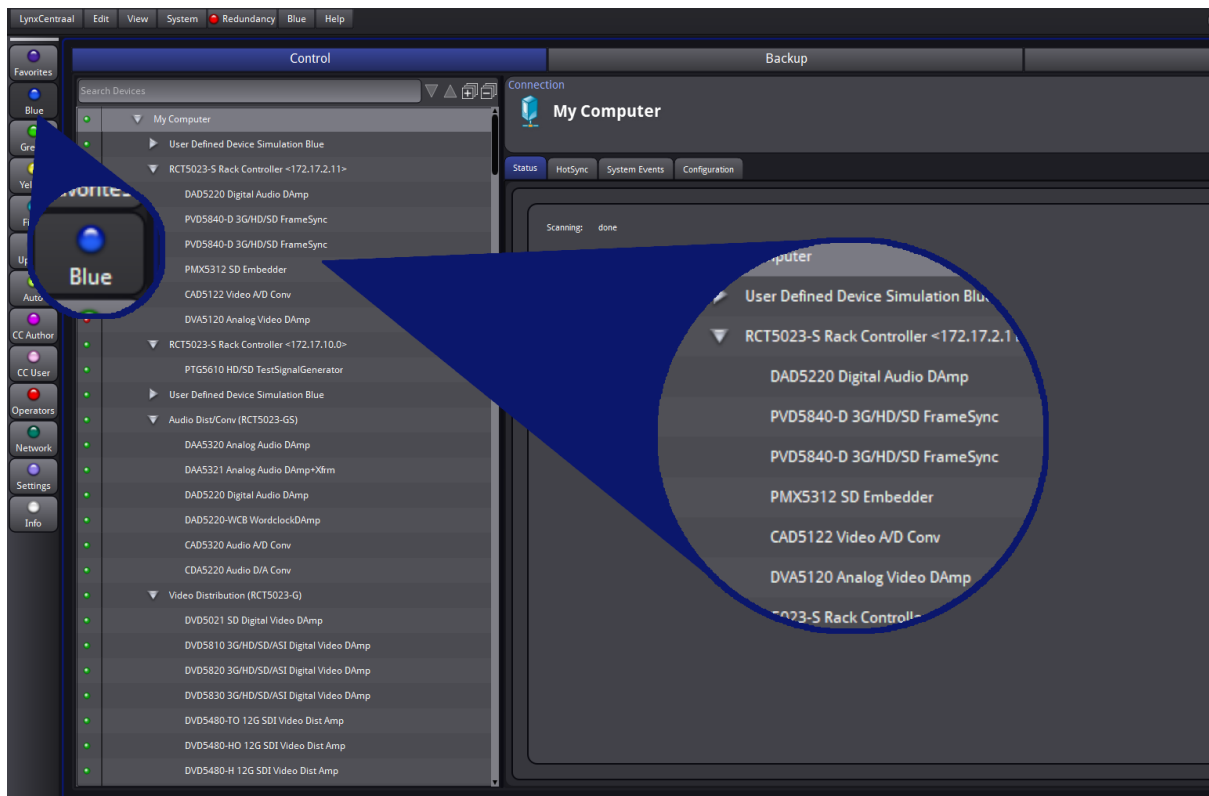 LynxCentraal Edit View System Redundancy Blue Help
Favorites
Blue
Yel
Auto
CC Author
CC User
Operators
Network
Settings
Info
Blue
Control Backup
Search Devices
My Computer
User Defined Device Simulation Blue
RCT5023-S Rack Controller <172.17.2.11>
DAD5220 Digital Audio DAmp
PVD5840-D 3G/HD/SD FrameSync
PVD5840-D 3G/HD/SD FrameSync
PMX5312 SD Embedder
CAD5122 Video A/D Conv
DVA5120 Analog Video DAmp
RCT5023-S Rack Controller <172.17.10.0>
PTG5610 HD/SD TestSignalGenerator
User Defined Device Simulation Blue
Audio Dist/Conv (RCT5023-GS)
DAA5320 Analog Audio DAmp
DAA5321 Analog Audio DAmp+Xfrm
DAD5220 Digital Audio DAmp
DAD5220-WCB WordclockDAmp
CAD5320 Audio A/D Conv
CDA5220 Audio D/A Conv
Video Distribution (RCT5023-G)
DVD5021 SD Digital Video DAmp
DVD5810 3G/HD/SD/ASI Digital Video DAmp
DVD5820 3G/HD/SD/ASI Digital Video DAmp
DVD5830 3G/HD/SD/ASI Digital Video DAmp
DVD5480-TO 12G SDI Video Dist Amp
DVD5480-HO 12G SDI Video Dist Amp
DVD5480-H 12G SDI Video Dist Amp
Connection
My Computer
Status HotSync System Events Configuration
Scanning: done
User Defined Device Simulation Blu
RCT5023-S Rack Controller <172.17.2.1
DAD5220 Digital Audio DAmp
PVD5840-D 3G/HD/SD FrameSync
PVD5840-D 3G/HD/SD FrameSync
PMX5312 SD Embedder
CAD5122 Video A/D Conv
DVA5120 Analog Video DAmp
5023-S Rack Controlle